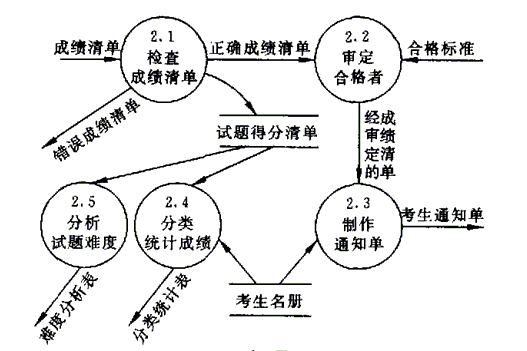 成绩清单
2.1
检查
成绩清单
正确成绩清单
2.2
审定
合格者
合格标准
错误成绩清单
试题得分清单
经成
审绩
定清
的单
2.5
分析
试题难度
2.4
分类
统计成绩
2.3
制作
通知单
考生通知单
难度分析表
分类统计表
考生名册